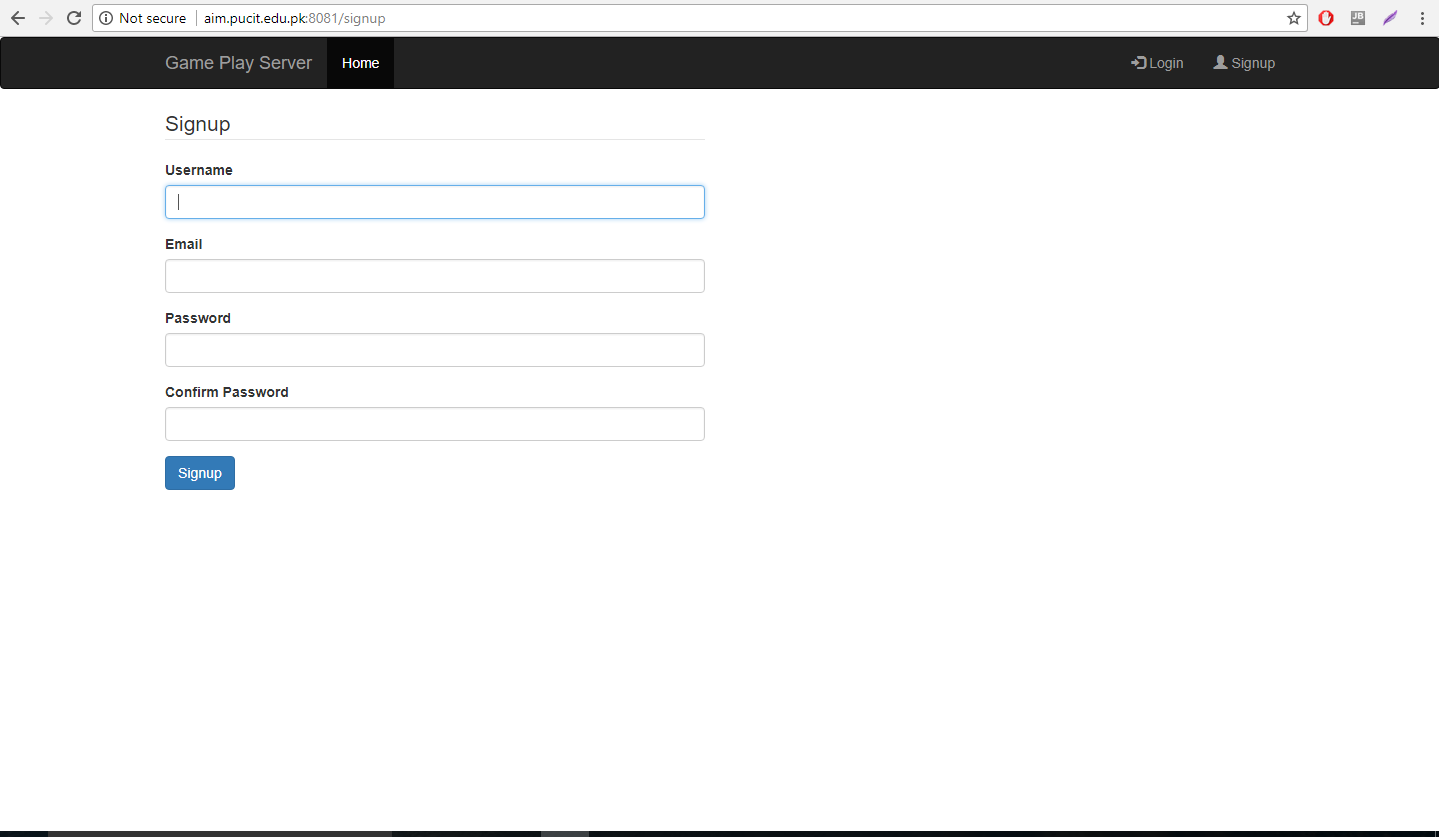 Not secure aim.pucit.edu.pk:8081/signup JB
Game Play Server Home Login Signup
Signup
Username
Email
Password
Confirm Password
Signup